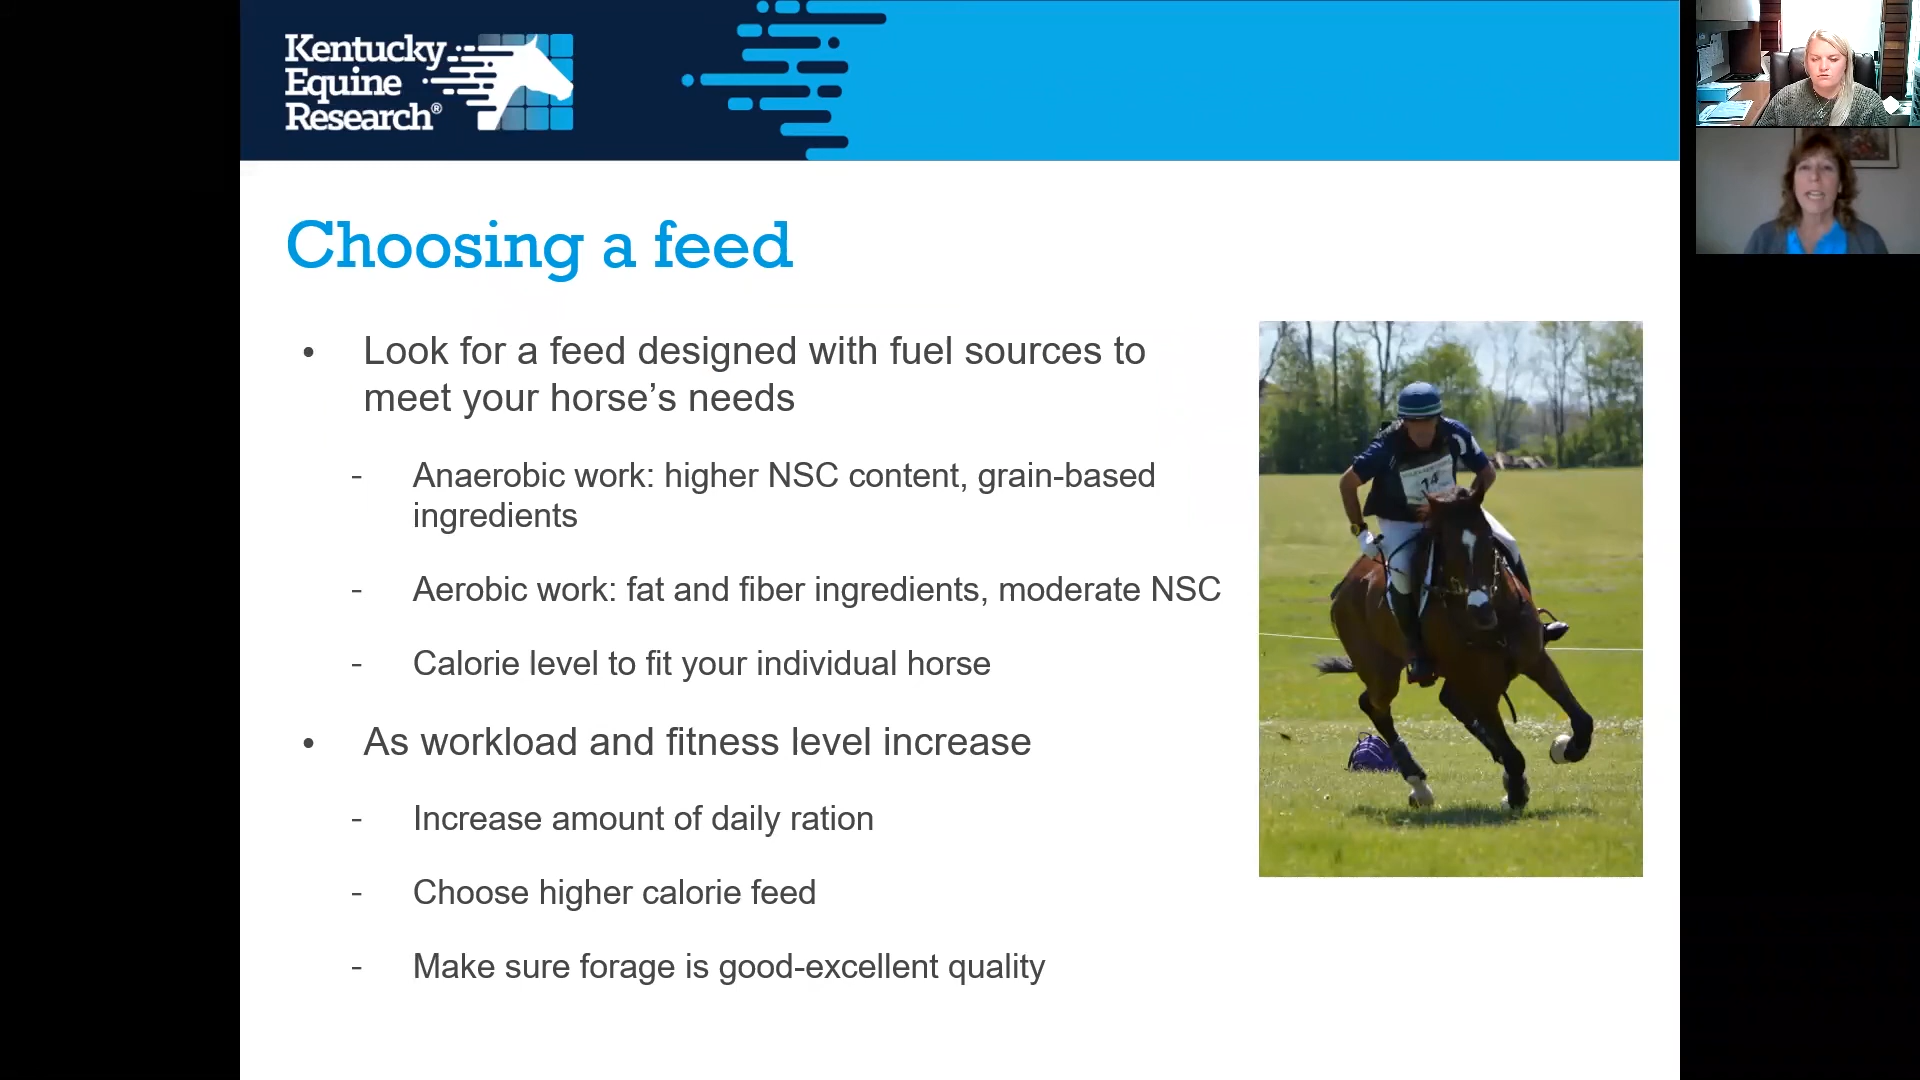 Kentucky
Equine
Research®
Choosing a feed
• Look for a feed designed with fuel sources to
meet your horse’s needs
- Anaerobic work: higher NSC content, grain-based
ingredients
- Aerobic work: fat and fiber ingredients, moderate NSC
- Calorie level to fit your individual horse
• As workload and fitness level increase
- Increase amount of daily ration
- Choose higher calorie feed
- Make sure forage is good-excellent quality
14